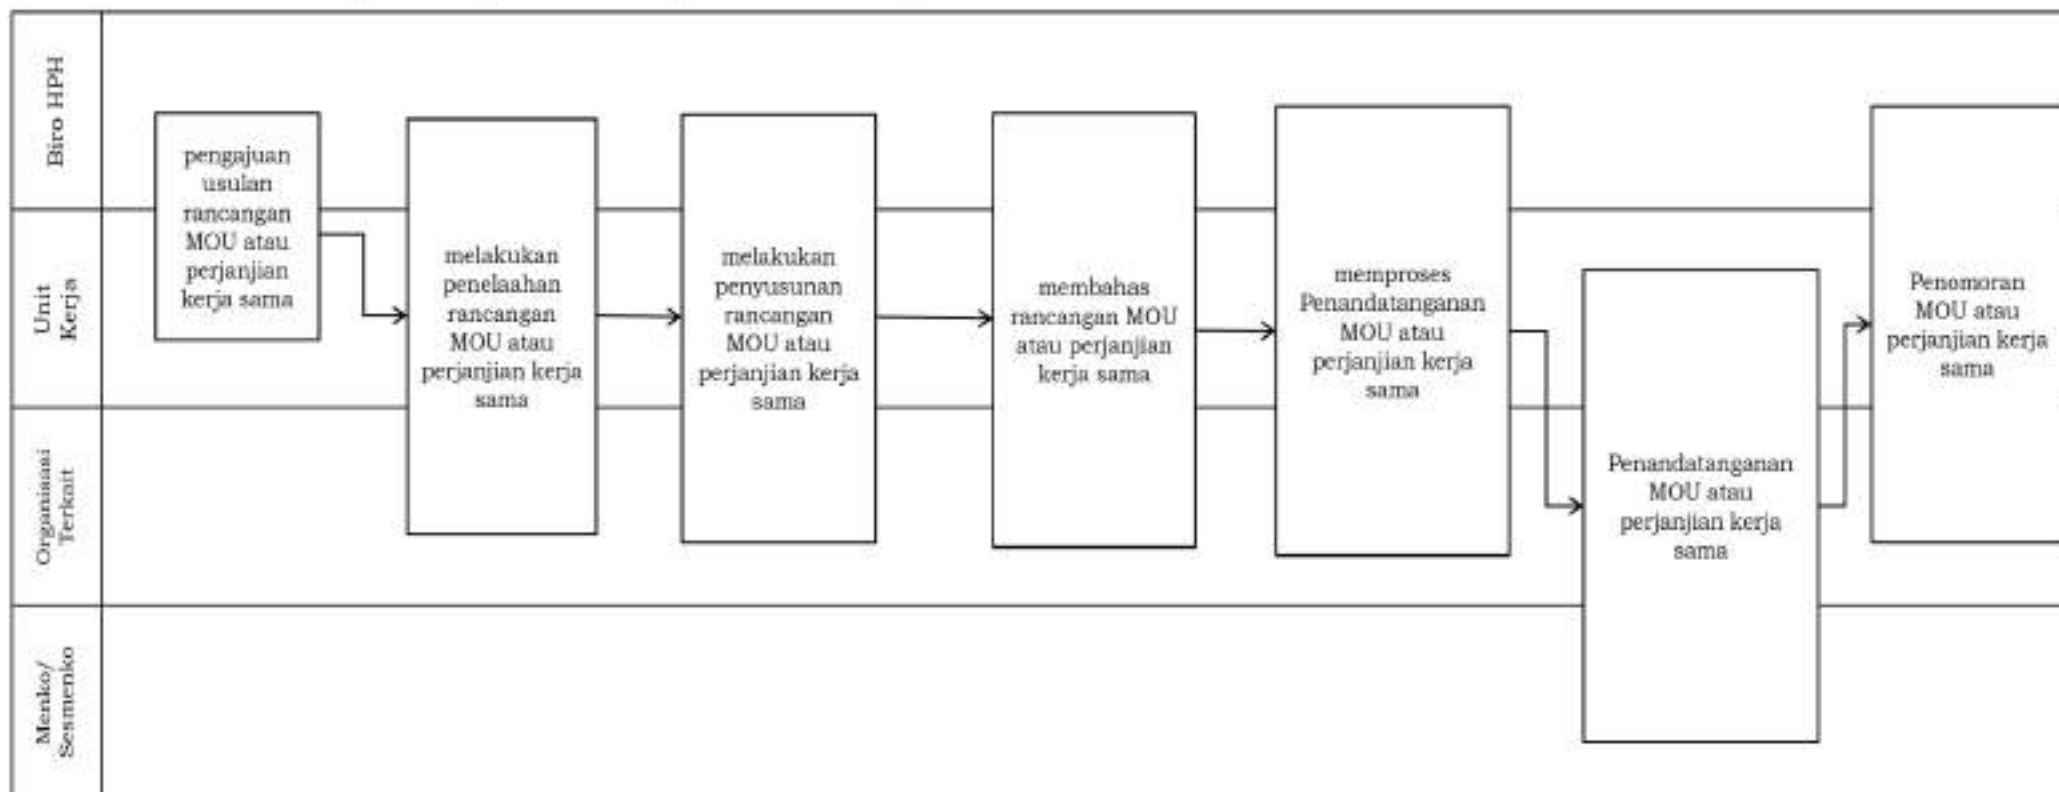 Biro HPH
Unit
Kerja
Organisasi
Terkait
Menko/
Sesmenko
pengajuan
usulan
rancangan
MOU atau
perjanjian
kerja sama
melakukan
penelaahan
rancangan
MOU atau
perjanjian kerja
sama
melakukan
penyusunan
rancangan
MOU atau
perjanjian kerja
sama
membahas
rancangan MOU
atau perjanjian
kerja sama
memproses
Penandatanganan
MOU atau
perjanjian kerja
sama
Penandatanganan
MOU atau
perjanjian kerja
sama
Penomoran
MOU atau
perjanjian kerja
sama